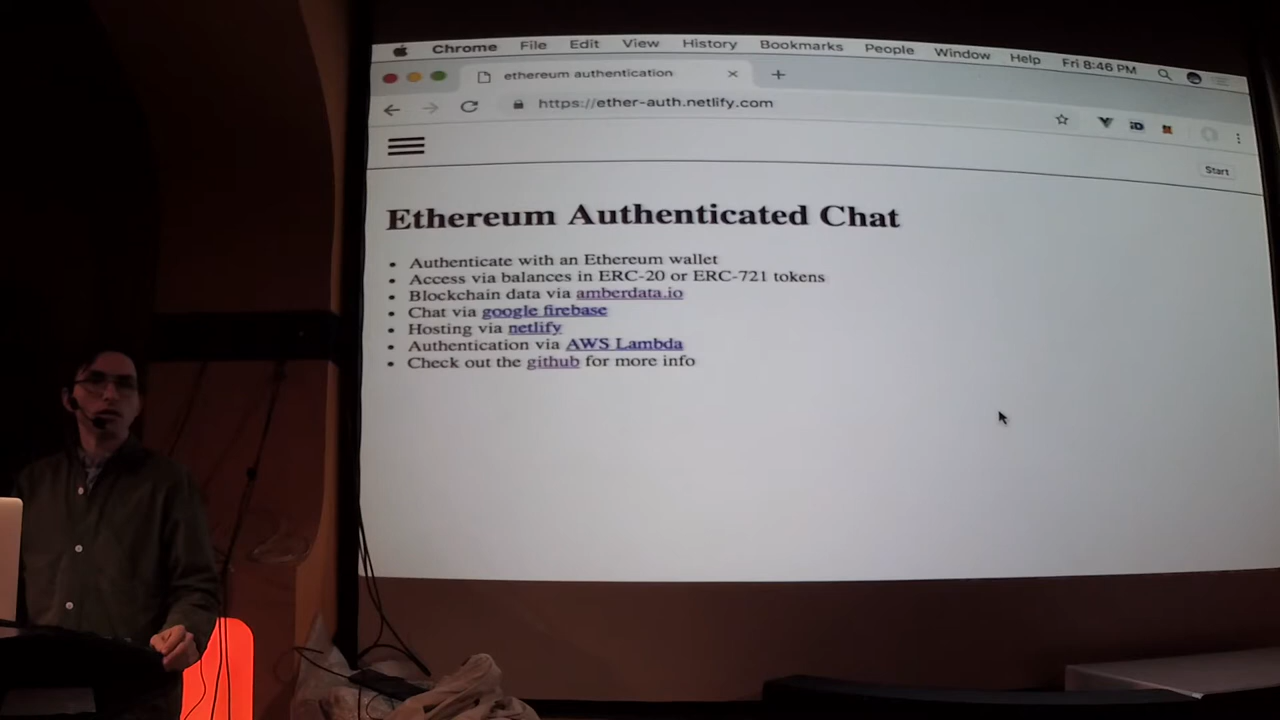 Chrome File Edit View History Bookmarks People Window Help Fri 8:46 PM
ethereum authentication
https://ether-auth.netlify.com
iD
Start
Ethereum Authenticated Chat
Authenticate with an Ethereum wallet
Access via balances in ERC-20 or ERC-721 tokens
Blockchain data via amberdata.io
Chat via google firebase
Hosting via netlify
Authentication via AWS Lambda
Check out the github for more info